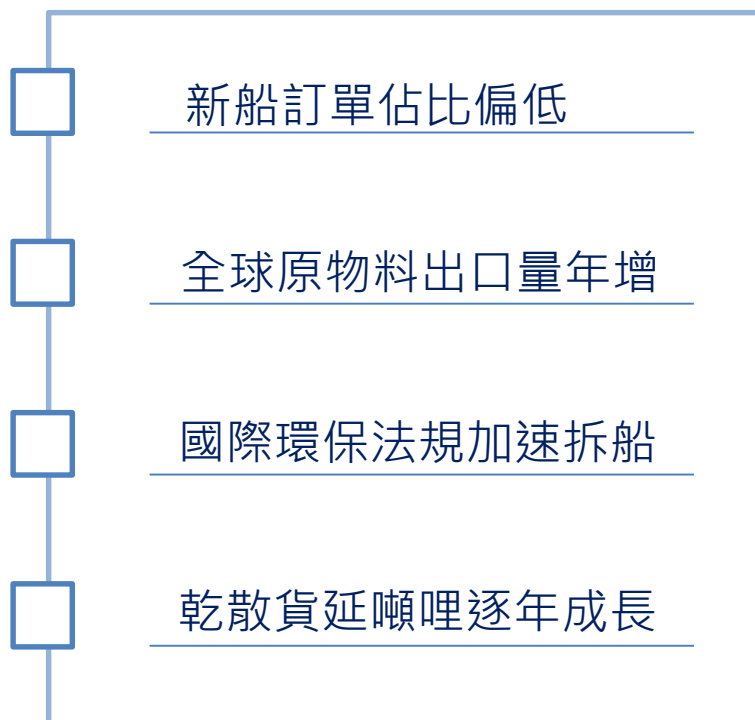 新船訂單佔比偏低
全球原物料出口量年增
國際環保法規加速拆船
乾散貨延噸哩逐年成長